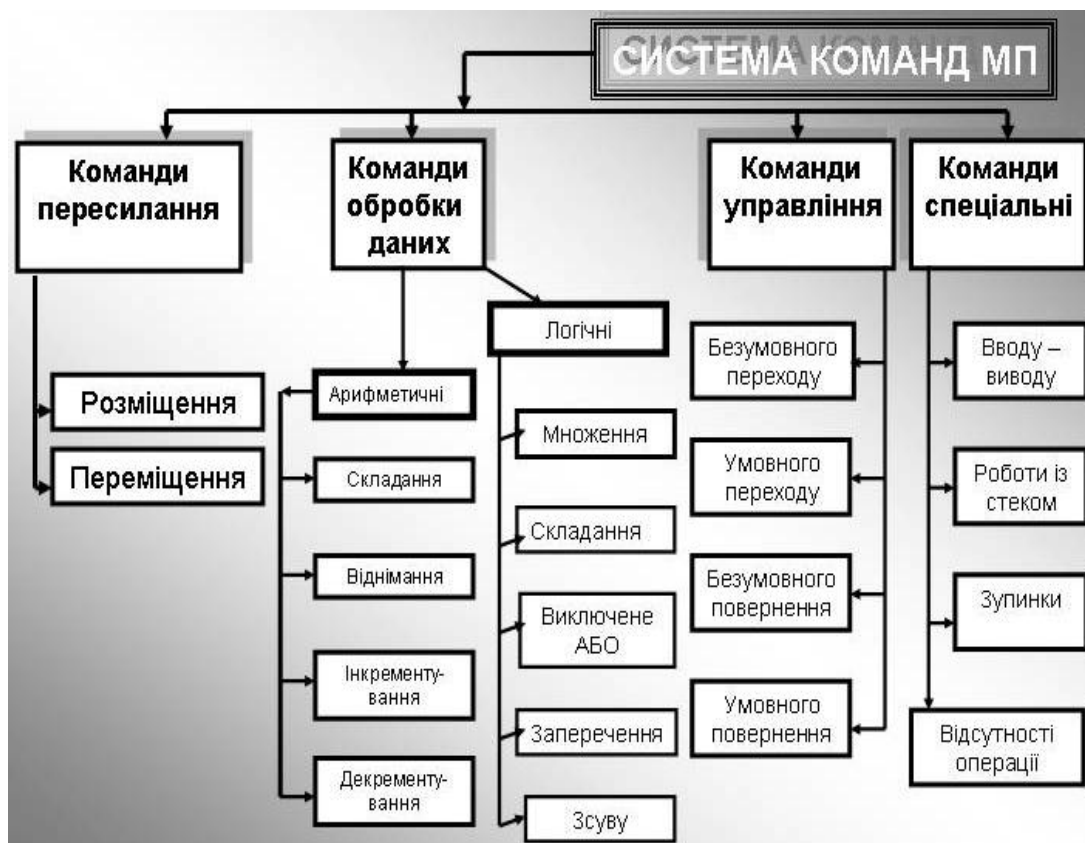 СИСТЕМА КОМАНД МП
Команди
пересилання
Команди
обробки
даних
Команди
управління
Команди
спеціальні
Розміщення
Переміщення
Арифметичні
Складання
Віднімання
Інкременту-
вання
Декременту-
вання
Логічні
Множення
Складання
Виключене
АБО
Заперечення
Зсуву
Безумовного
переходу
Умовного
переходу
Безумовного
повернення
Умовного
повернення
Вводу –
виводу
Роботи із
стеком
Зупинки
Відсутності
операції